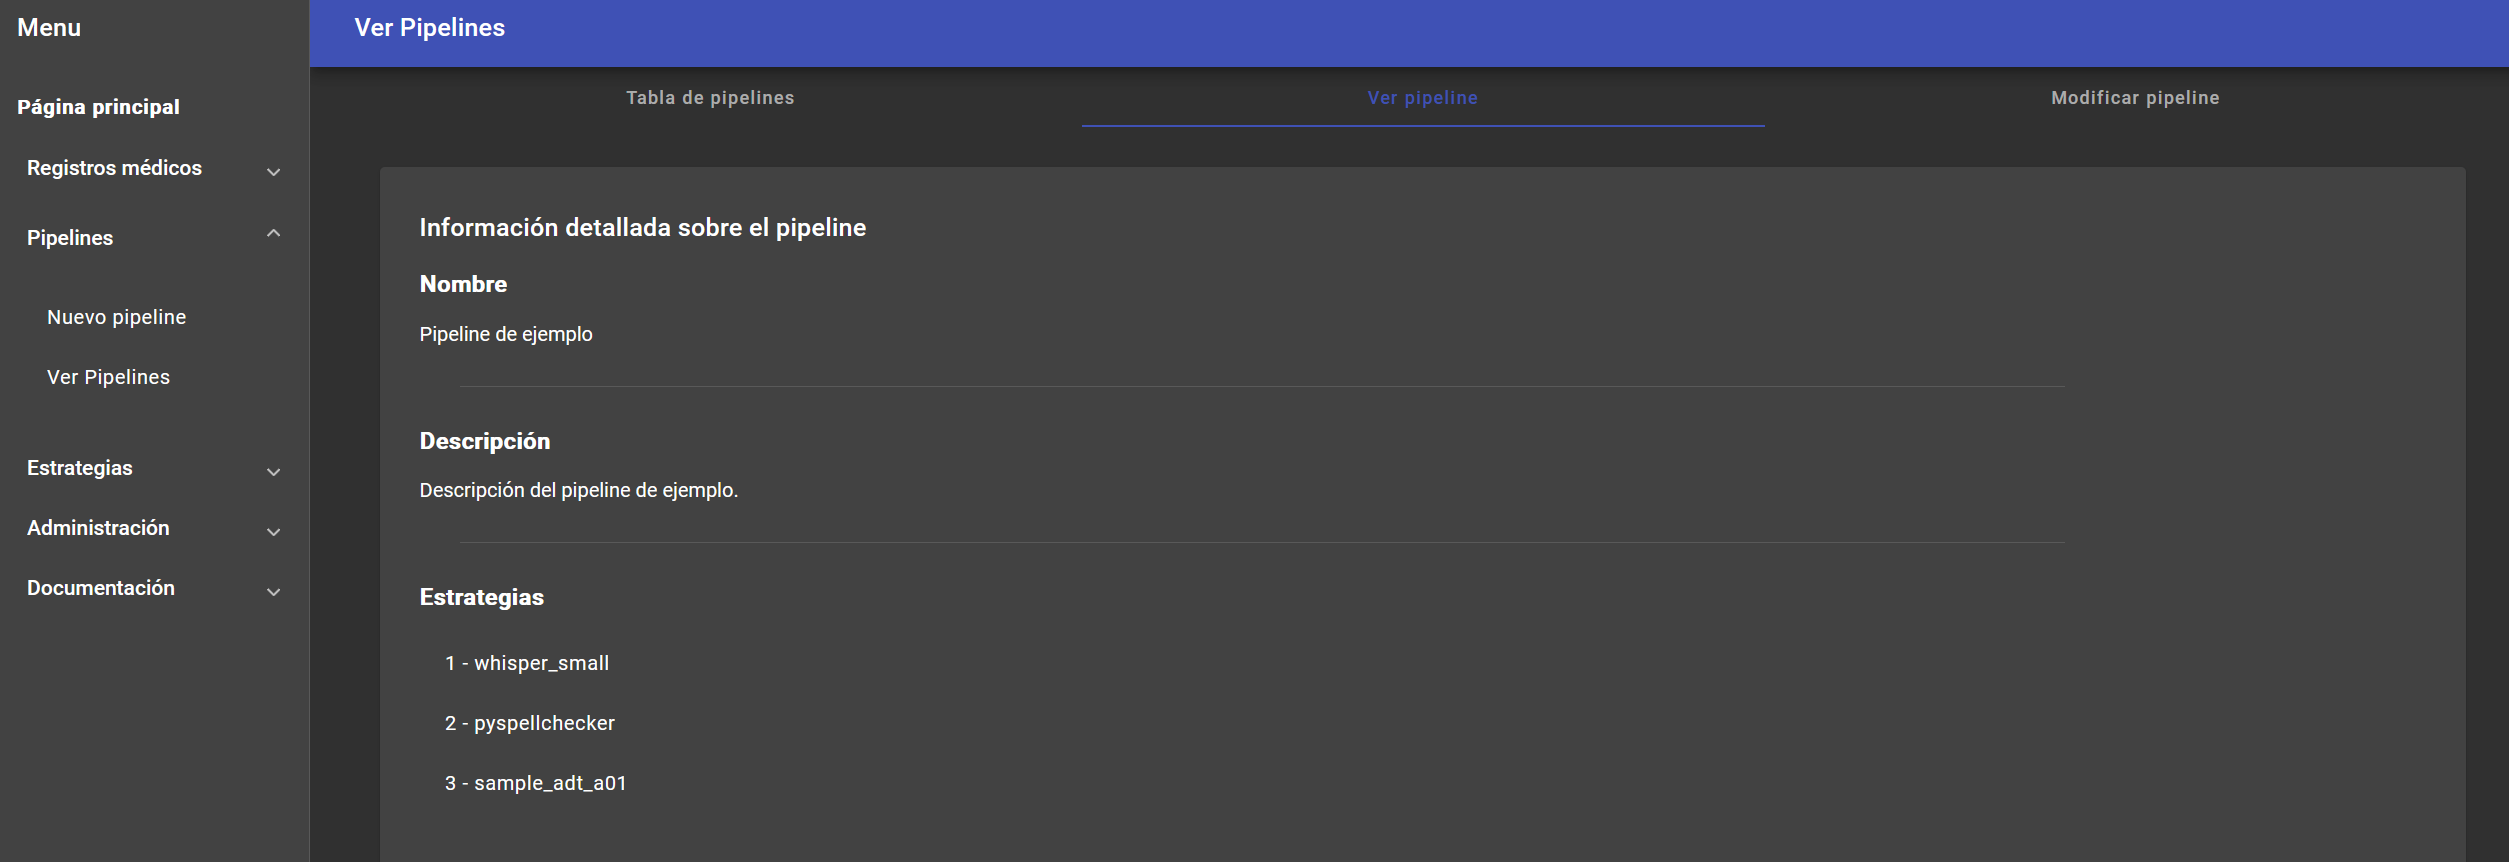 Menu
Página principal
Registros médicos
Pipelines
Nuevo pipeline
Ver Pipelines
Estrategias
Administración
Documentación
Ver Pipelines
Tabla de pipelines
Ver pipeline
Modificar pipeline
Información detallada sobre el pipeline
Nombre
Pipeline de ejemplo
Descripción
Descripción del pipeline de ejemplo.
Estrategias
1 - whisper_small
2 - pyspellchecker
3 - sample_adt_a01